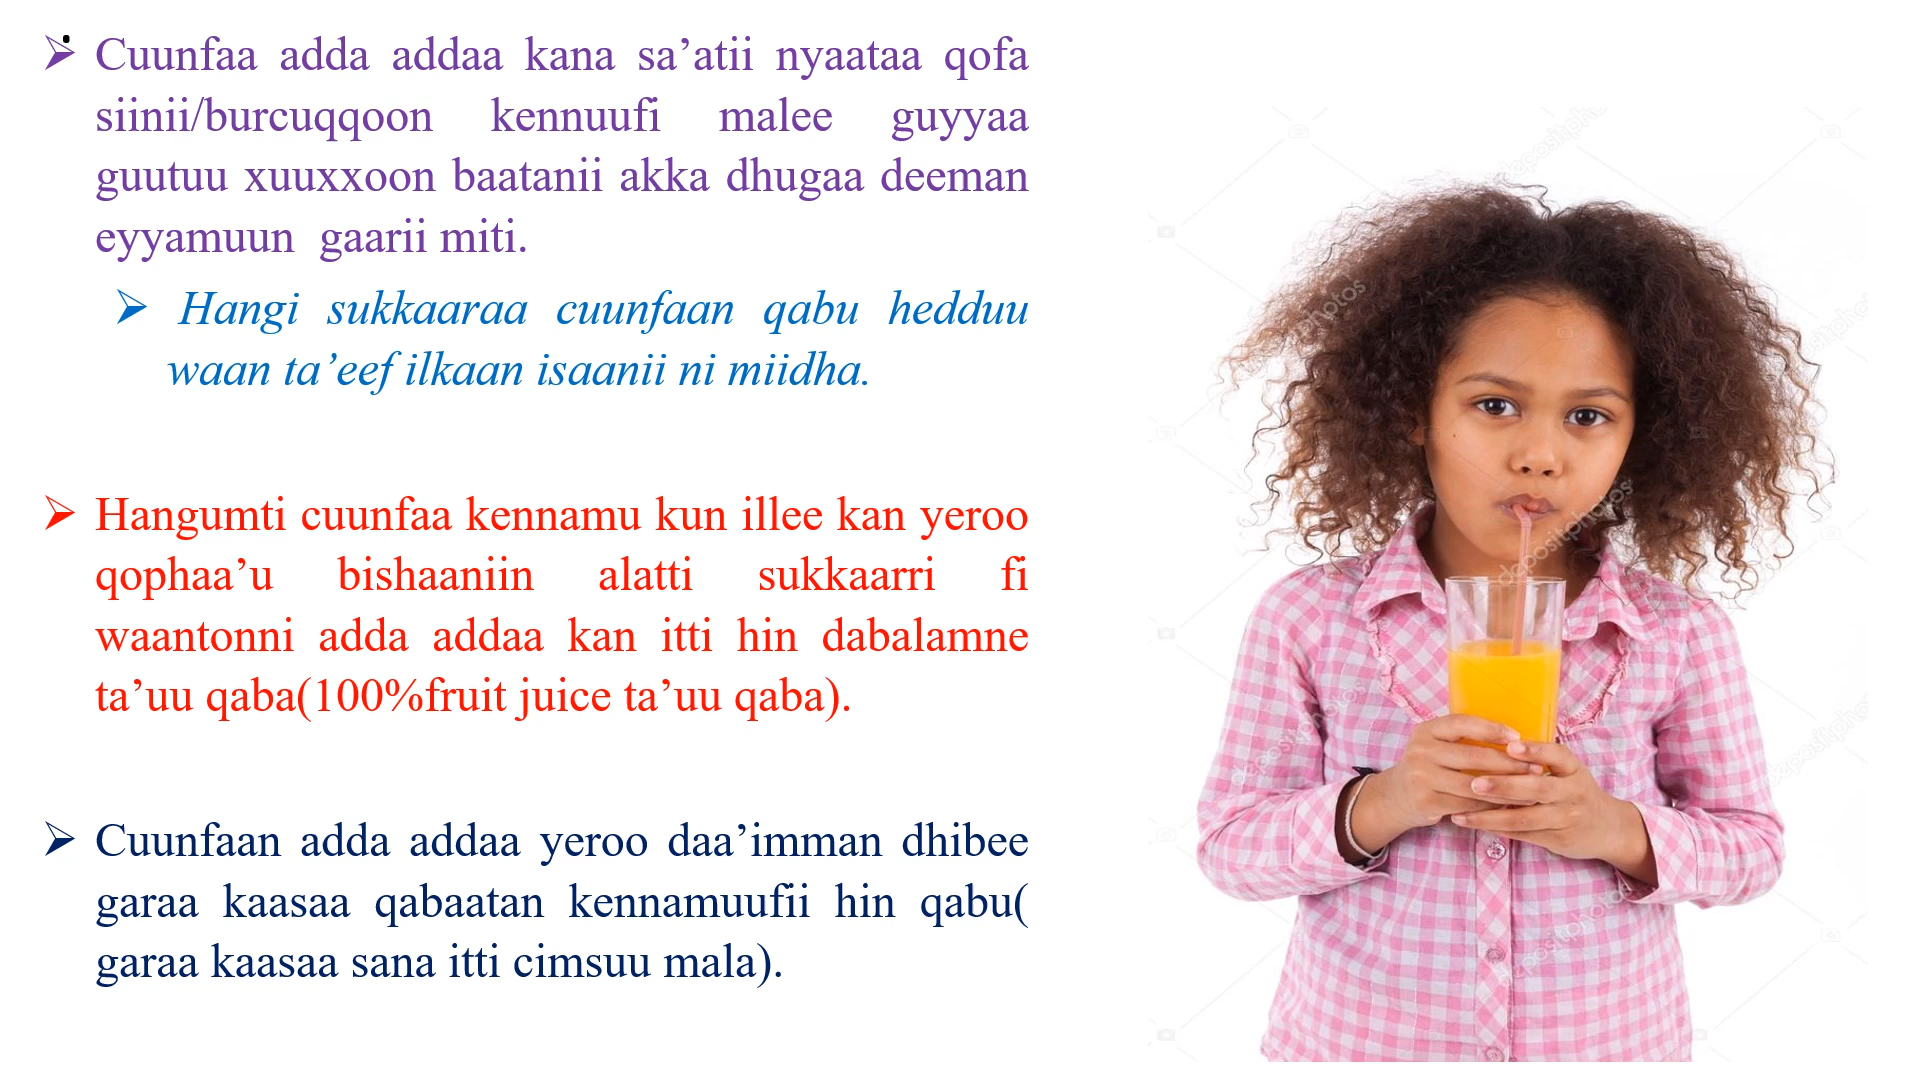 ➢ Cuunfaa adda addaa kana sa’atii nyaataa qofa
siinii/burcuqqoon kennuufi malee guyyaa
guutuu xuuxxoon baatanii akka dhugaa deeman
eyyamuun gaarii miti.
➢ Hangi sukkaaraa cuunfaan qabu hedduu
waan ta’eef ilkaan isaanii ni miidha.
➢ Hangumti cuunfaa kennamu kun illee kan yeroo
qophaa’u bishaaniin alatti sukkaarri fi
waantonni adda addaa kan itti hin dabalamne
ta’uu qaba(100%fruit juice ta’uu qaba).
➢ Cuunfaan adda addaa yeroo daa’imman dhibee
garaa kaasaa qabaatan kennamuufii hin qabu(
garaa kaasaa sana itti cimsuu mala).
depositphotos